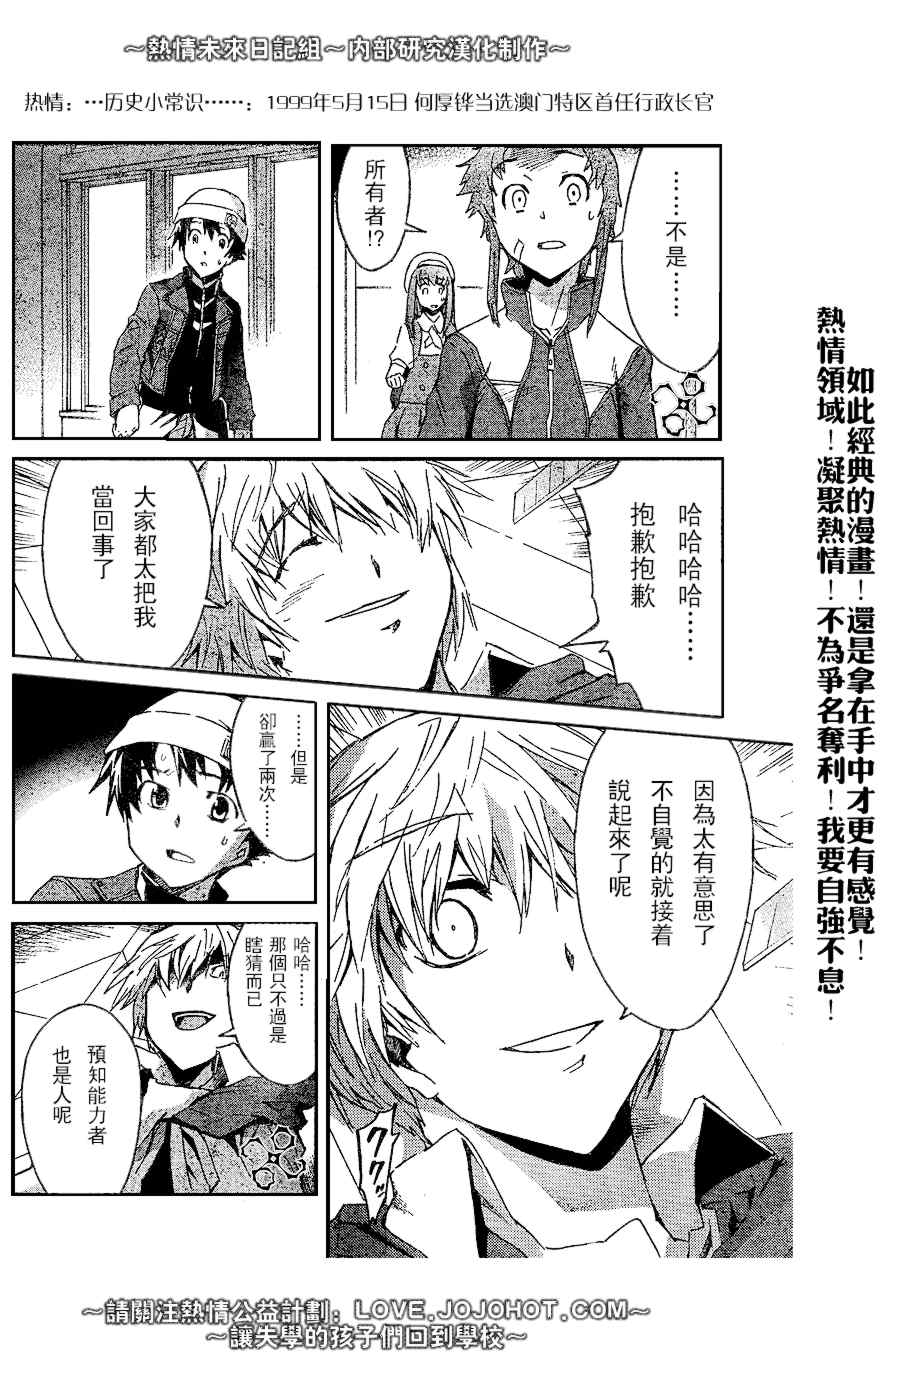 ～熱情未來日記組～內部研究漢化制作～
热情：…历史小常识……：1999年5月15日 何厚铧当选澳门特区首任行政长官
……不是……
所有者!?
哈哈哈哈……
抱歉抱歉
大家都太把我
當回事了
因為太有意思了
不自覺的就接着
說起來了呢
ククッ
……但是
卻贏了兩次……
哈哈……
那個只不過是
瞎猜而已
預知能力者
也是人呢
如此經典的漫畫！還是拿在手中才更有感覺！
熱情領域！凝聚熱情！不為爭名奪利！我要自強不息！
～請關注熱情公益計劃：LOVE.JOJOHOT.COM～
～讓失學的孩子們回到學校～